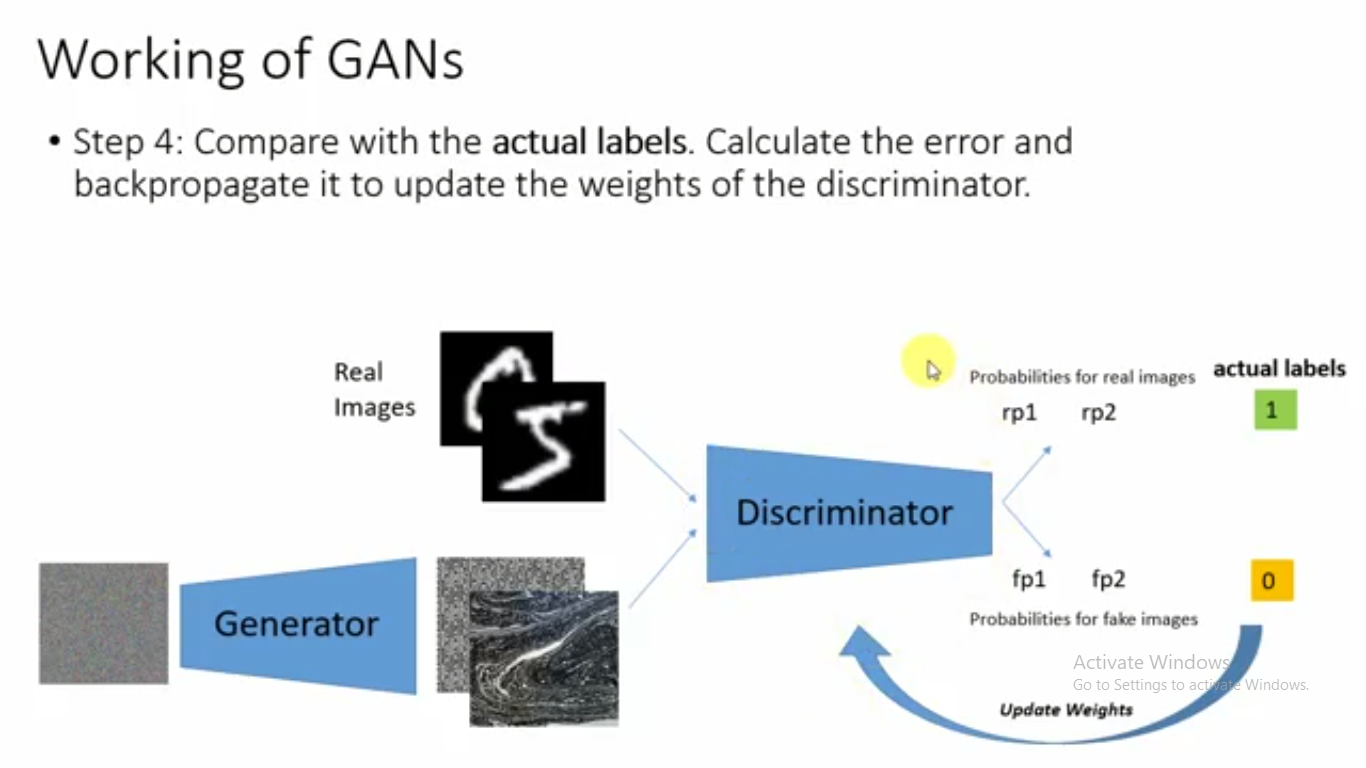 Working of GANs
• Step 4: Compare with the actual labels. Calculate the error and
backpropagate it to update the weights of the discriminator.
Real
Images
Probabilities for real images
actual labels
rp1 rp2
1
Discriminator
Generator
fp1 fp2
0
Probabilities for fake images
Activate Windows
Go to Settings to activate Windows.
Update Weights